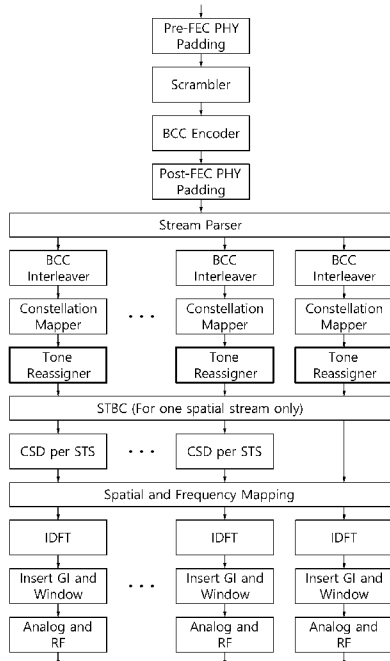 Pre-FEC PHY
Padding
Scrambler
BCC Encoder
Post-FEC PHY
Padding
Stream Parser
BCC
Interleaver
BCC
Interleaver
BCC
Interleaver
Constellation
Mapper
...
Constellation
Mapper
Constellation
Mapper
Tone
Reassigner
Tone
Reassigner
Tone
Reassigner
STBC (For one spatial stream only)
CSD per STS
...
CSD per STS
Spatial and Frequency Mapping
IDFT
IDFT
IDFT
Insert GI and
Window
...
Insert GI and
Window
Insert GI and
Window
Analog and
RF
Analog and
RF
Analog and
RF